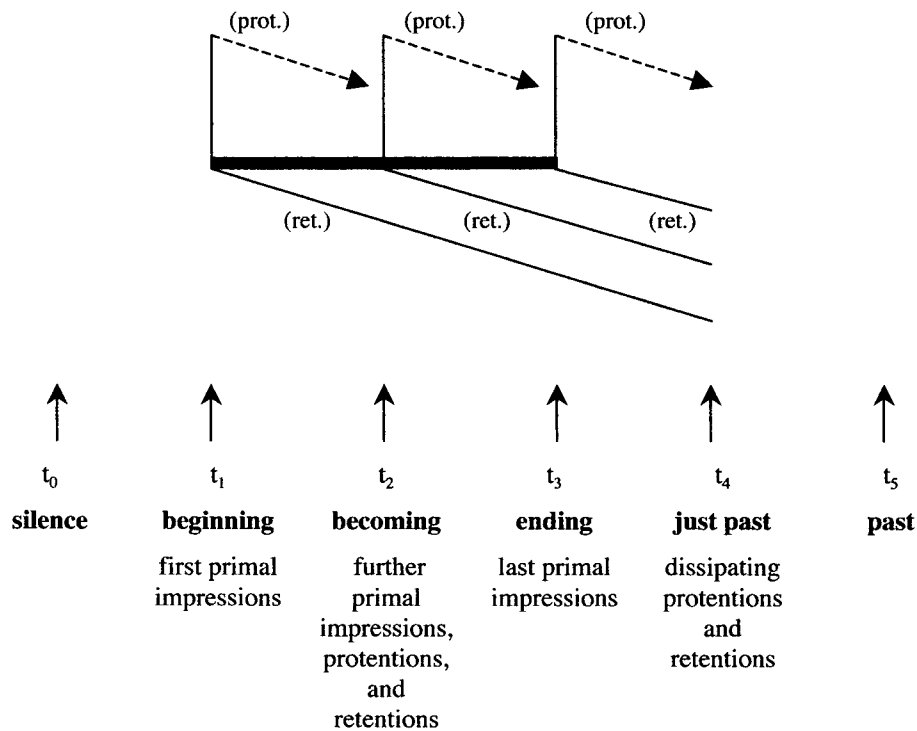 (prot.) (prot.) (prot.)
(ret.) (ret.) (ret.)
t₀ t₁ t₂ t₃ t₄ t₅
silence beginning becoming ending just past past
first primal further last primal dissipating
impressions primal impressions protentions
impressions, and
protentions, retentions
and
retentions